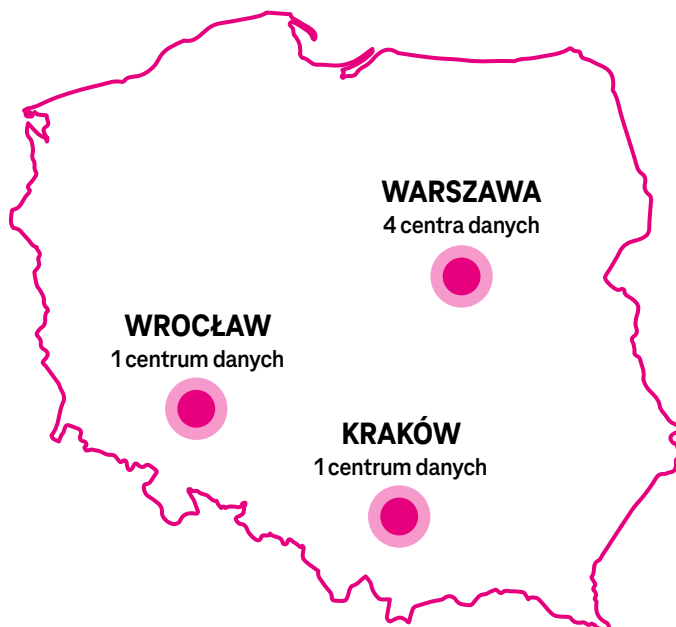 WARSZAWA
4 centra danych
WROCŁAW
1 centrum danych
KRAKÓW
1 centrum danych